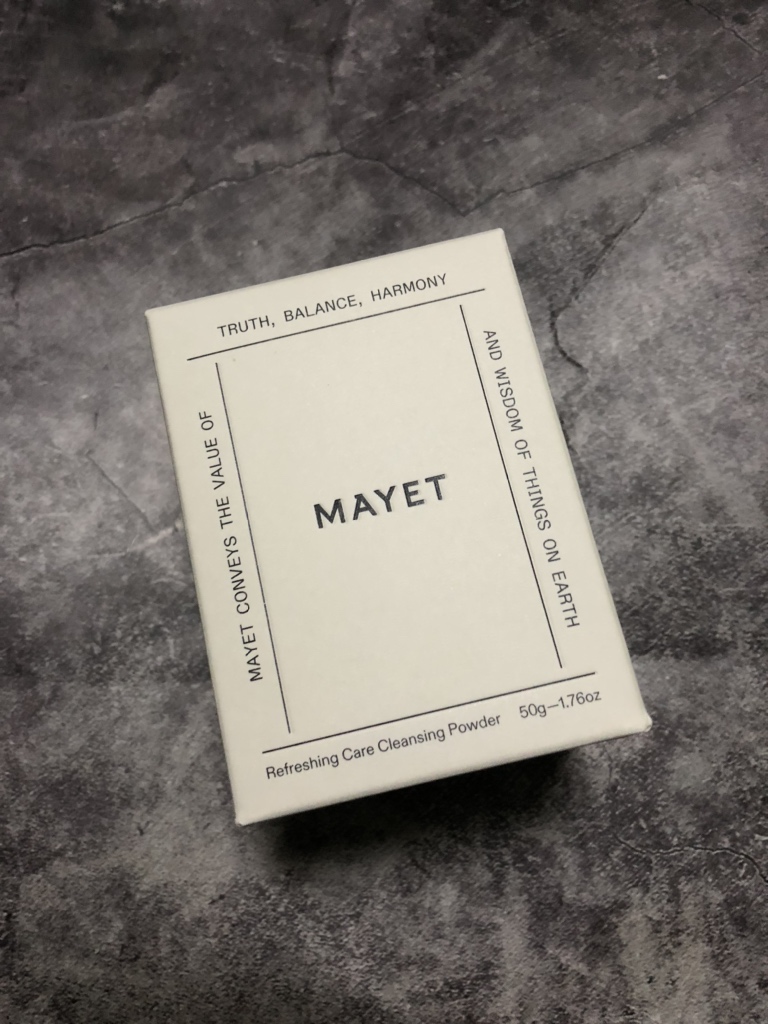 MAYET CONVEYS THE VALUE OF
TRUTH, BALANCE, HARMONY
AND WISDOM OF THINGS ON EARTH
MAYET
Refreshing Care Cleansing Powder 50g–1.76oz